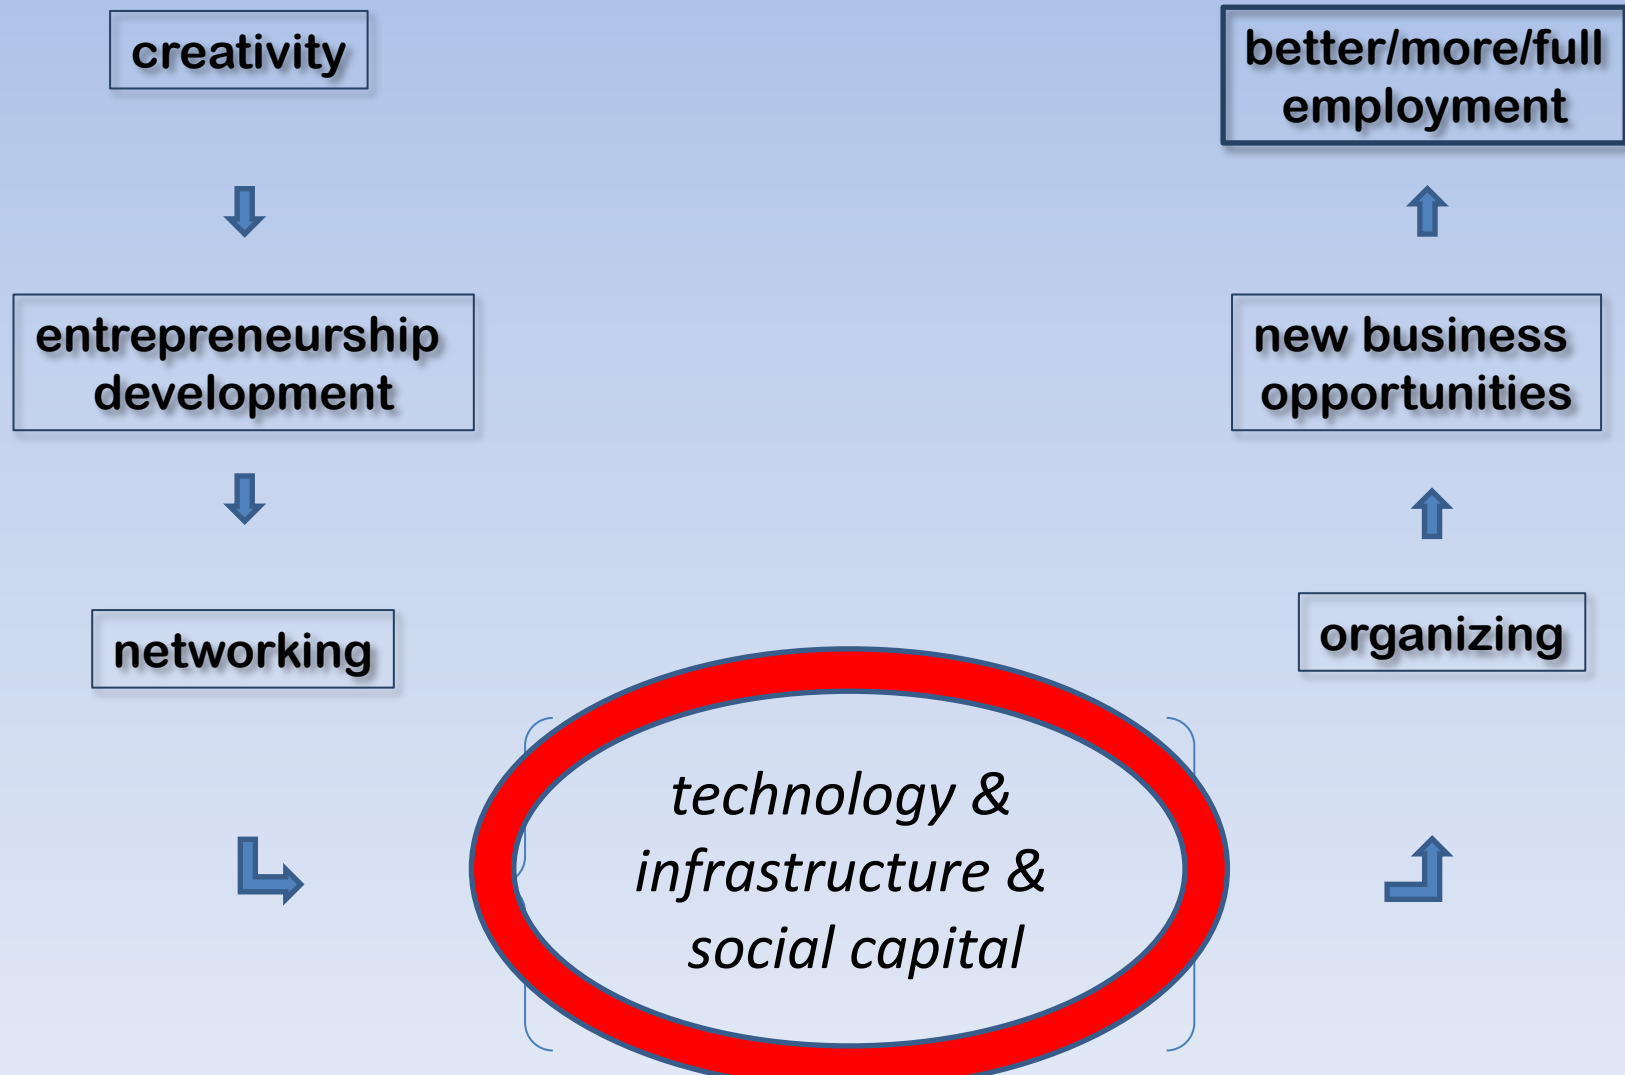 creativity
entrepreneurship
development
networking
technology &
infrastructure &
social capital
organizing
new business
opportunities
better/more/full
employment